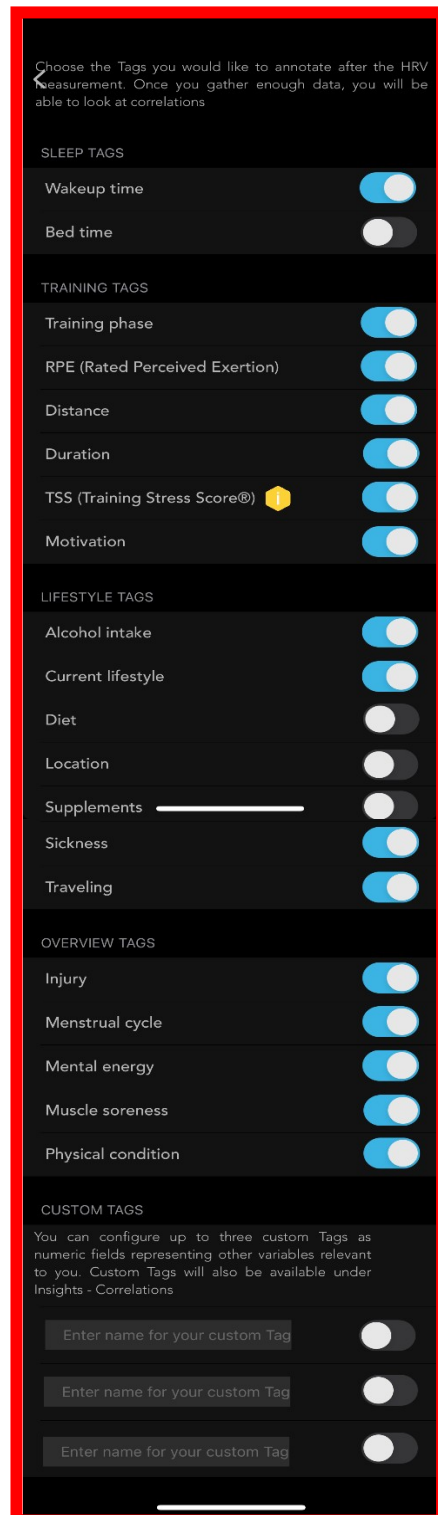 Choose the Tags you would like to annotate after the HRV
measurement. Once you gather enough data, you will be
able to look at correlations
SLEEP TAGS
Wakeup time
Bed time
TRAINING TAGS
Training phase
RPE (Rated Perceived Exertion)
Distance
Duration
TSS (Training Stress Score®) i
Motivation
LIFESTYLE TAGS
Alcohol intake
Current lifestyle
Diet
Location
Supplements
Sickness
Traveling
OVERVIEW TAGS
Injury
Menstrual cycle
Mental energy
Muscle soreness
Physical condition
CUSTOM TAGS
You can configure up to three custom Tags as
numeric fields representing other variables relevant
to you. Custom Tags will also be available under
Insights - Correlations
Enter name for your custom Tag
Enter name for your custom Tag
Enter name for your custom Tag